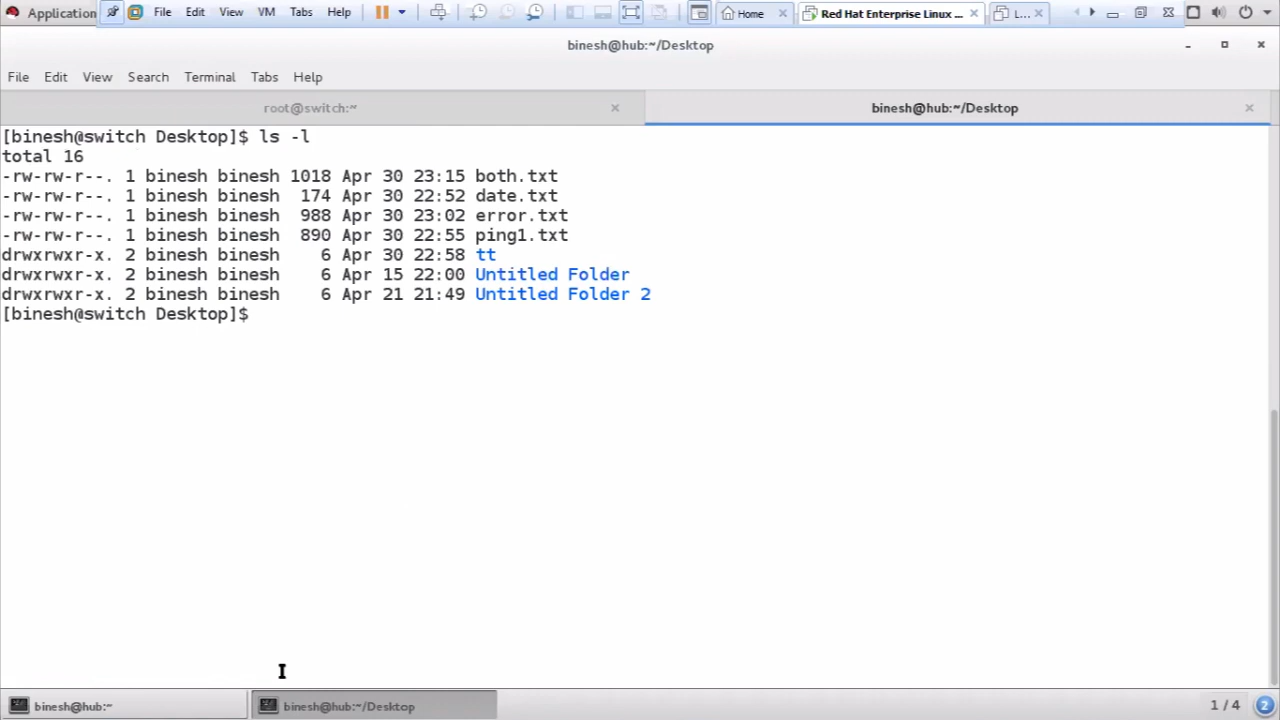 Application File Edit View VM Tabs Help Home Red Hat Enterprise Linux ... L...
binesh@hub:~/Desktop
File Edit View Search Terminal Tabs Help
root@switch:~ binesh@hub:~/Desktop
[binesh@switch Desktop]$ ls -l
total 16
-rw-rw-r--. 1 binesh binesh 1018 Apr 30 23:15 both.txt
-rw-rw-r--. 1 binesh binesh  174 Apr 30 22:52 date.txt
-rw-rw-r--. 1 binesh binesh  988 Apr 30 23:02 error.txt
-rw-rw-r--. 1 binesh binesh  890 Apr 30 22:55 ping1.txt
drwxrwxr-x. 2 binesh binesh    6 Apr 30 22:58 tt
drwxrwxr-x. 2 binesh binesh    6 Apr 15 22:00 Untitled Folder
drwxrwxr-x. 2 binesh binesh    6 Apr 21 21:49 Untitled Folder 2
[binesh@switch Desktop]$
binesh@hub:~ binesh@hub:~/Desktop 1 / 4 2